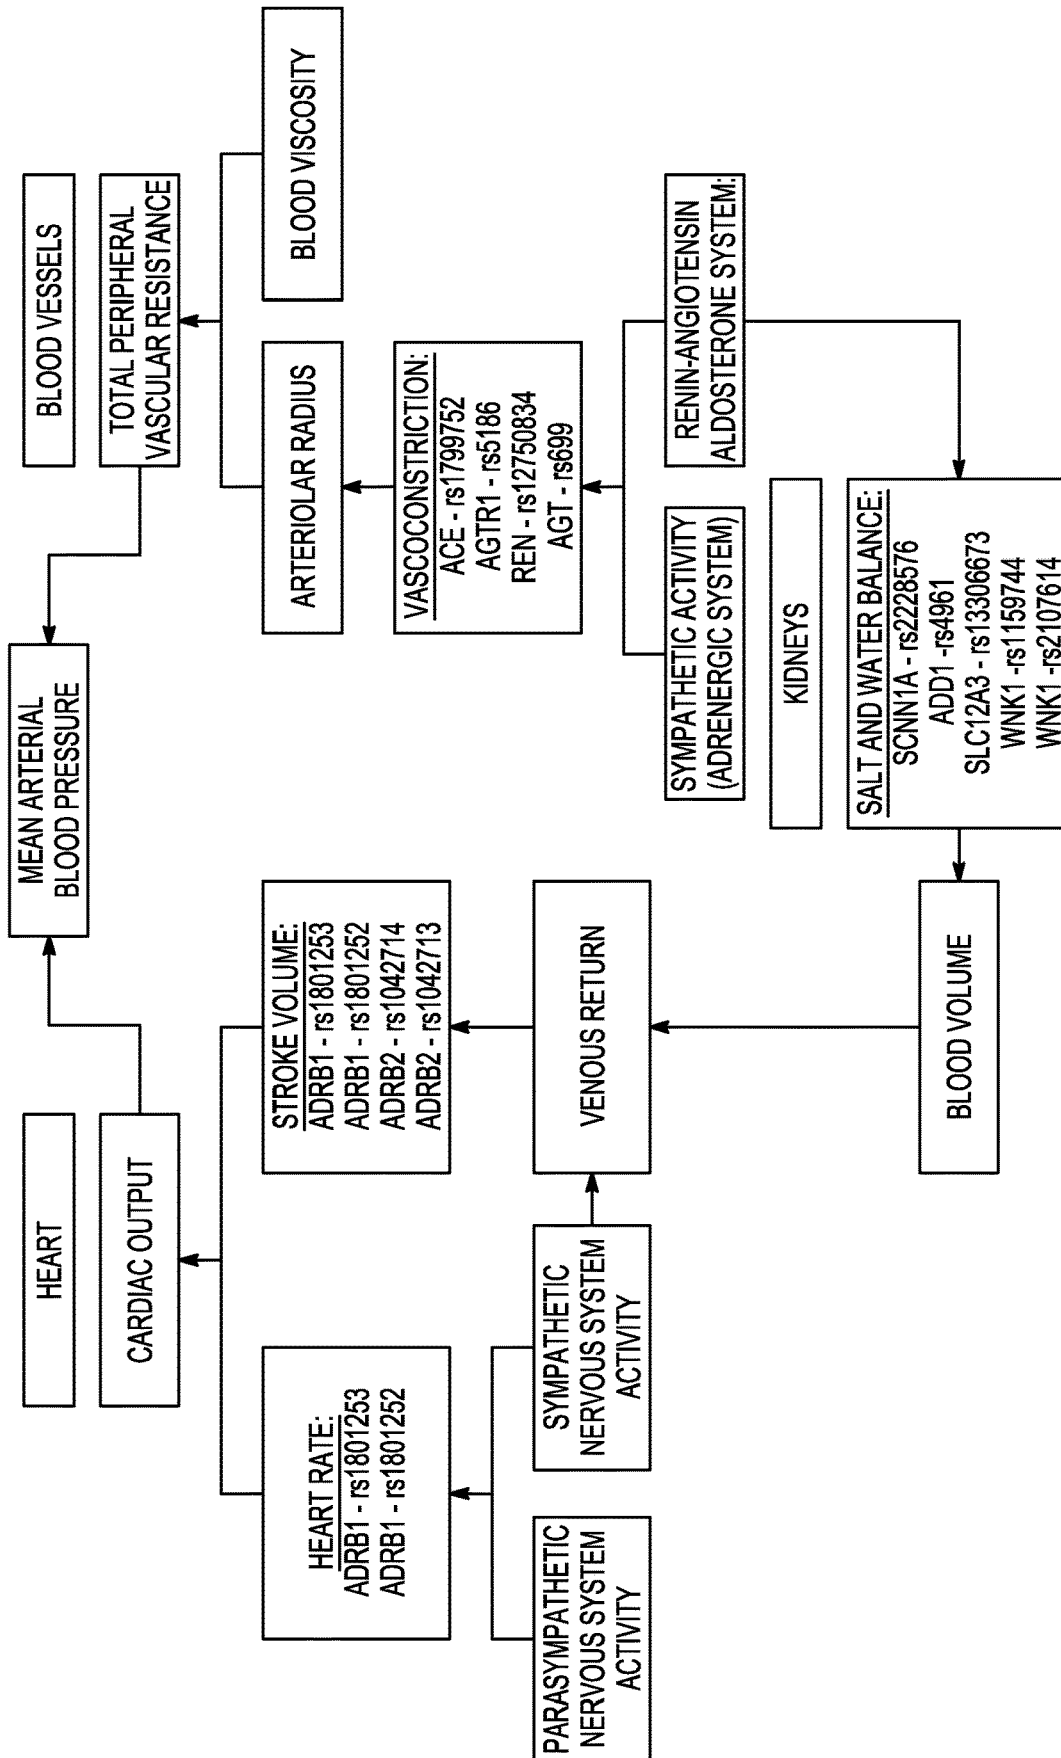 MEAN ARTERIAL
BLOOD PRESSURE
HEART
CARDIAC OUTPUT
BLOOD VESSELS
TOTAL PERIPHERAL
VASCULAR RESISTANCE
HEART RATE:
ADRB1 - rs1801253
ADRB1 - rs1801252
STROKE VOLUME:
ADRB1 - rs1801253
ADRB1 - rs1801252
ADRB2 - rs1042714
ADRB2 - rs1042713
ARTERIOLAR RADIUS
BLOOD VISCOSITY
VASCOCONSTRICTION:
ACE - rs1799752
AGTR1 - rs5186
REN - rs12750834
AGT - rs699
PARASYMPATHETIC
NERVOUS SYSTEM
ACTIVITY
SYMPATHETIC
NERVOUS SYSTEM
ACTIVITY
VENOUS RETURN
SYMPATHETIC ACTIVITY
(ADRENERGIC SYSTEM)
RENIN-ANGIOTENSIN
ALDOSTERONE SYSTEM:
KIDNEYS
BLOOD VOLUME
SALT AND WATER BALANCE:
SCNN1A - rs2228576
ADD1 -rs4961
SLC12A3 - rs13306673
WNK1 -rs1159744
WNK1 - rs2107614